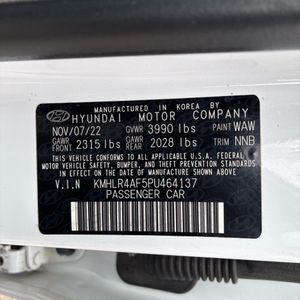 MANUFACTURED IN KOREA BY
HYUNDAI MOTOR COMPANY
NOV/07/22 GVWR 3990 lbs PAINT WAW
GAWR FRT 2315 lbs GAWR RR 2028 lbs TRIM NNB
THIS VEHICLE CONFORMS TO ALL APPLICABLE FEDERAL
MOTOR VEHICLE SAFETY, BUMPER, AND THEFT PREVENTION
STANDARDS IN EFFECT ON THE DATE OF MANUFACTURE
SHOWN ABOVE.
V.I.N KMHLR4AF5PU464137
PASSENGER CAR